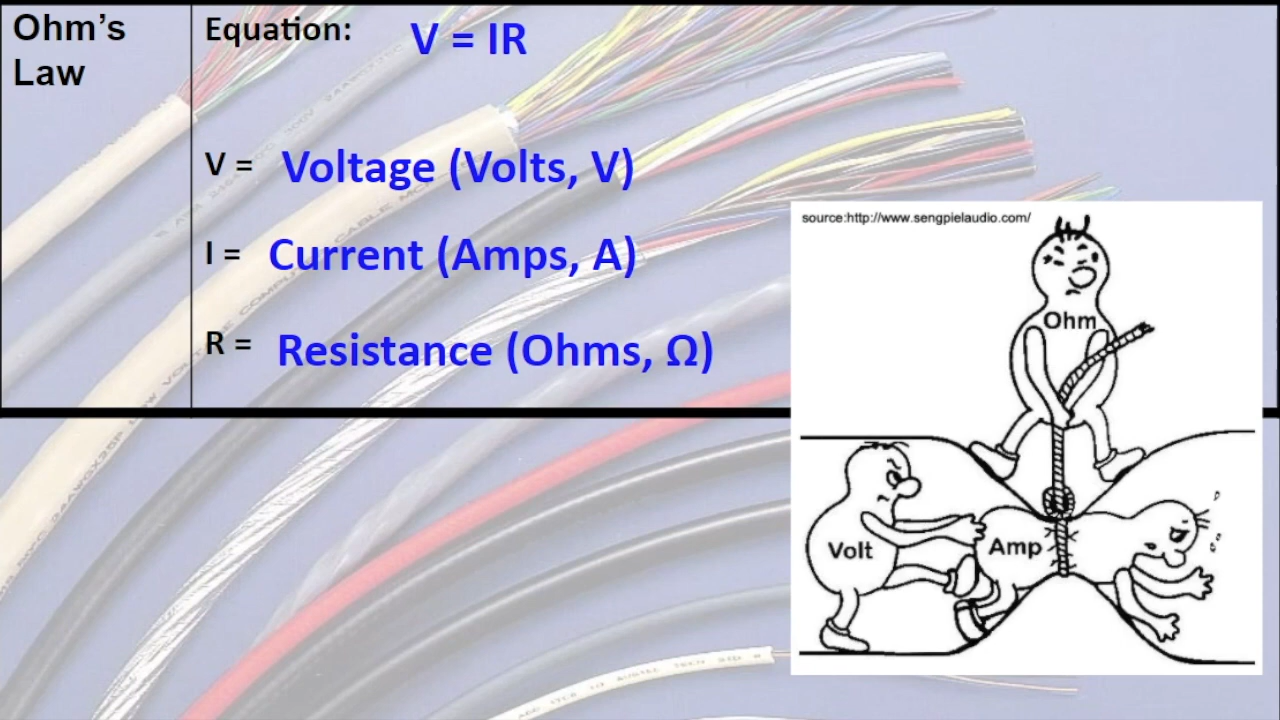 Ohm's
Law
Equation: V = IR
V = Voltage (Volts, V)
I = Current (Amps, A)
R = Resistance (Ohms, Ω)
source:http://www.sengpielaudio.com/
Ohm
Volt
Amp